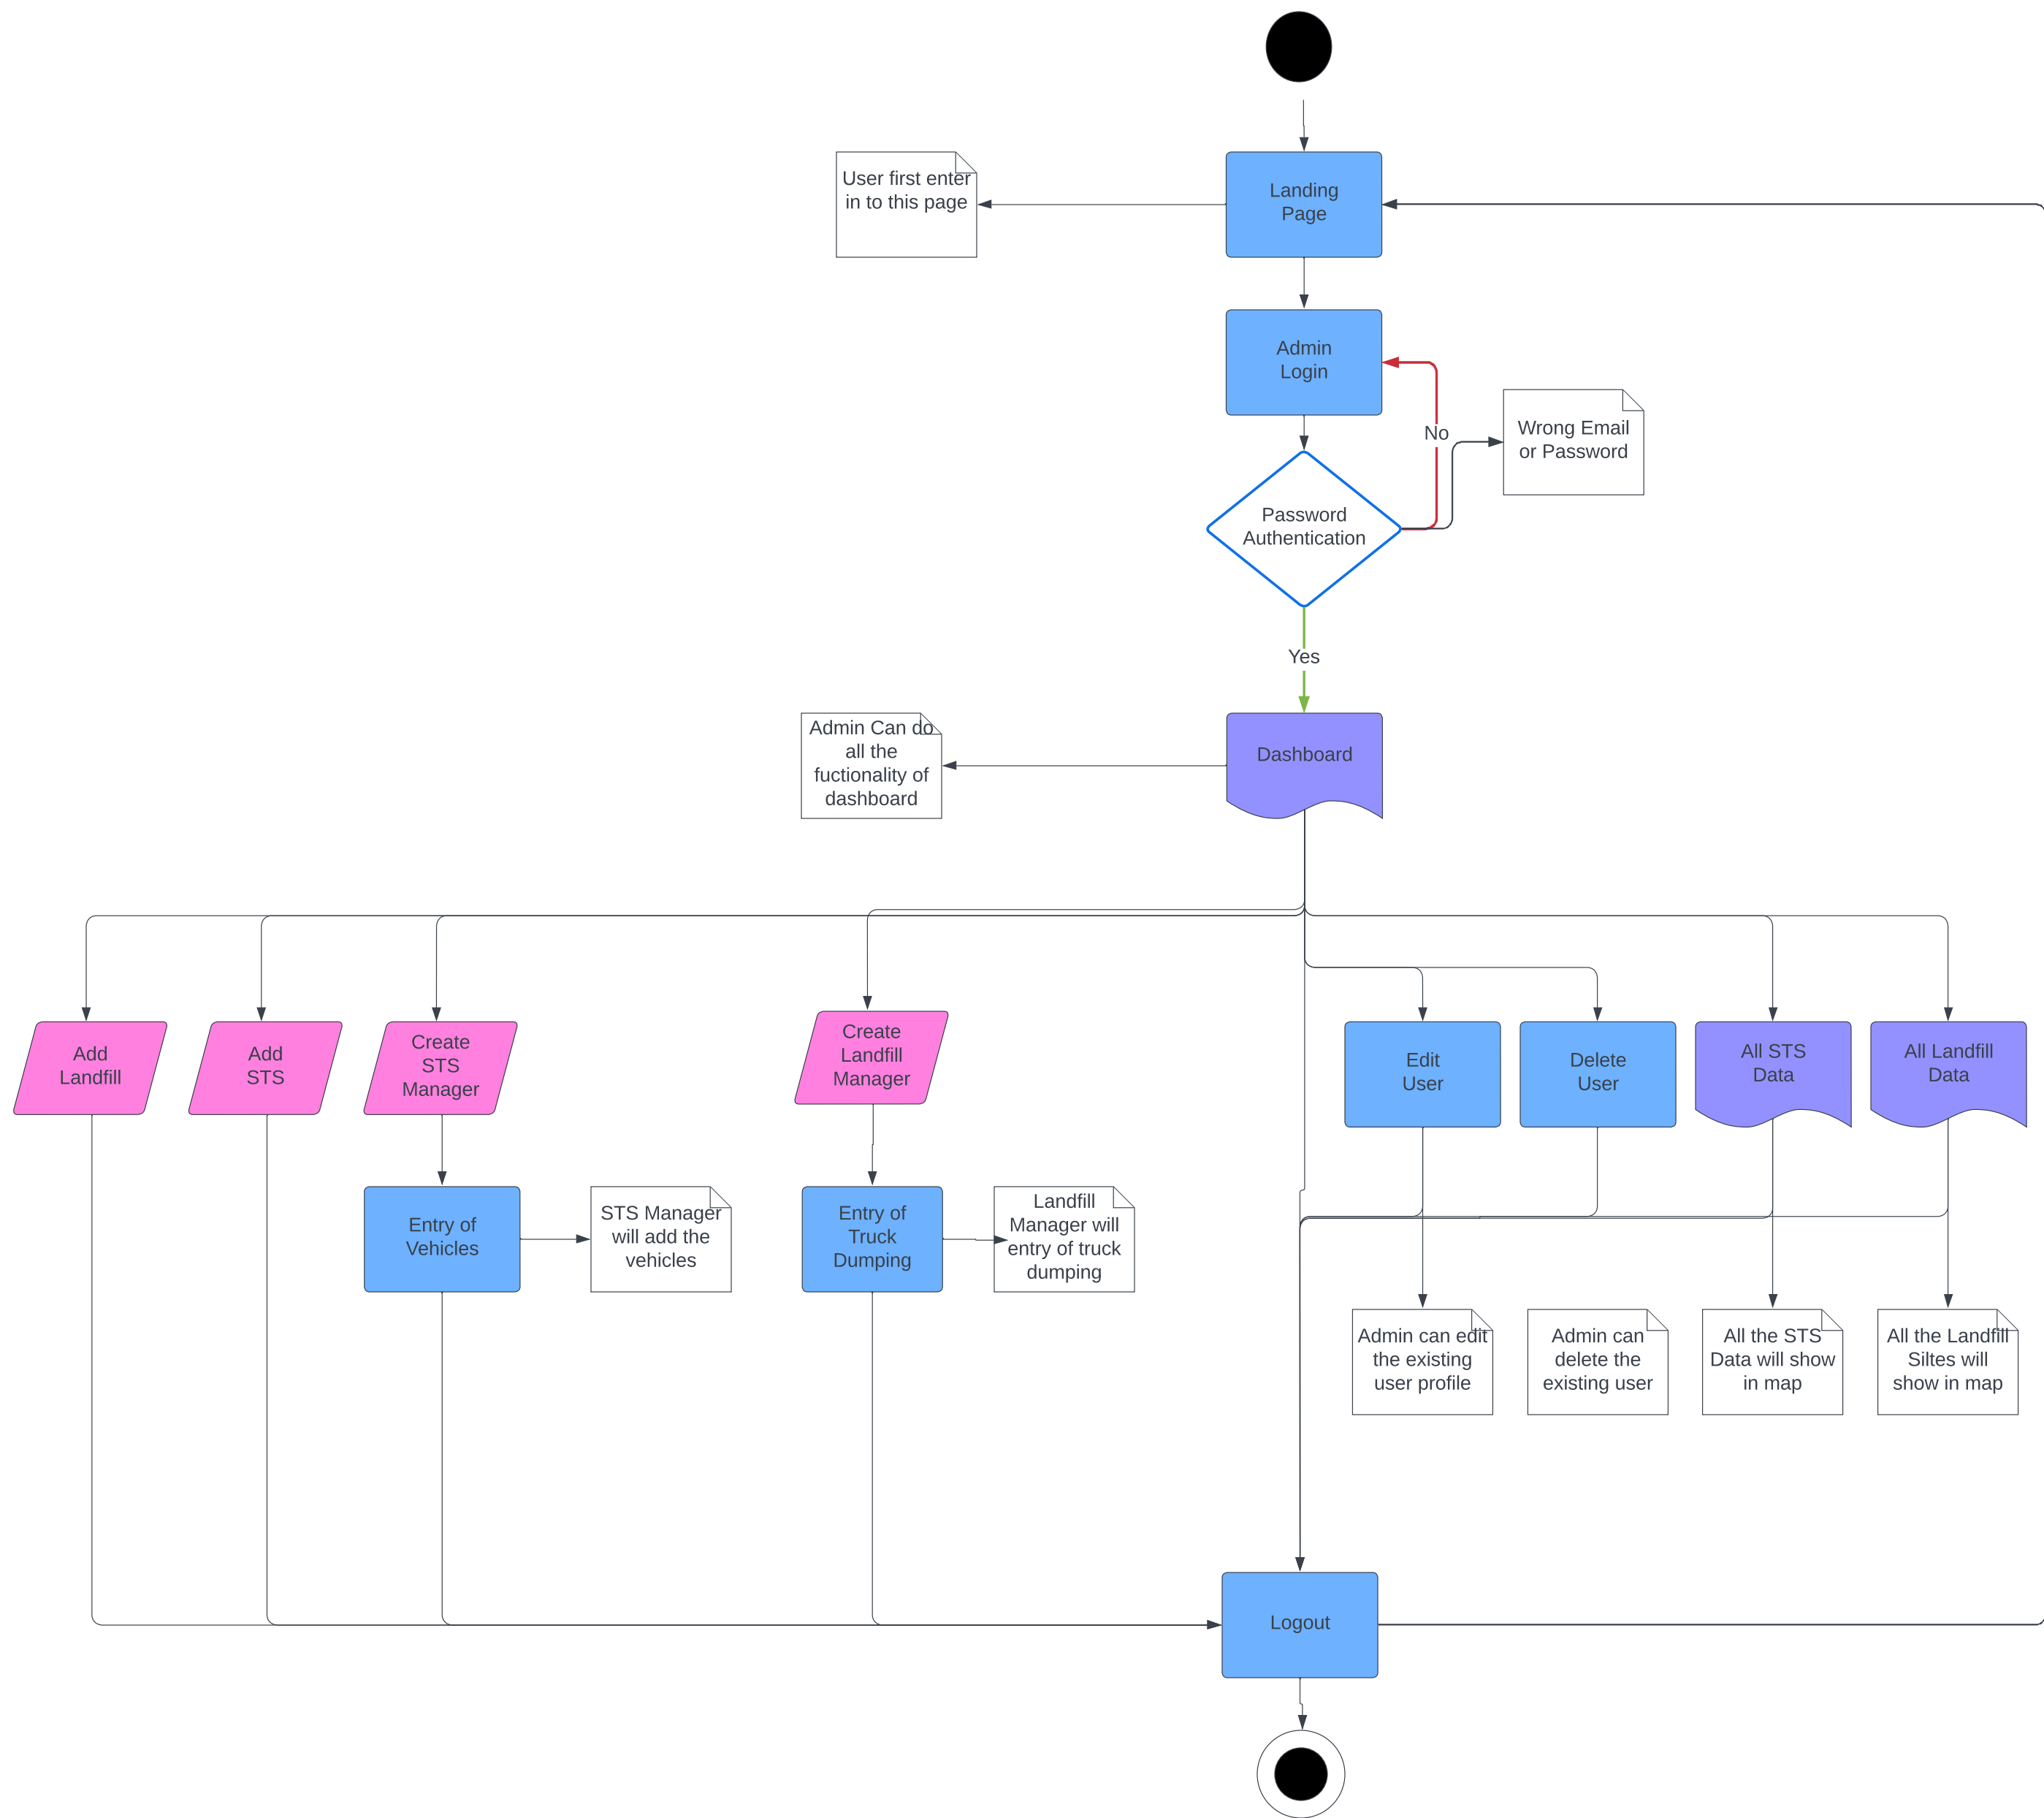 User first enter
in to this page
Landing
Page
Admin
Login
No
Wrong Email
or Password
Password
Authentication
Yes
Admin Can do
all the
fuctionality of
dashboard
Dashboard
Add
Landfill
Add
STS
Create
STS
Manager
Create
Landfill
Manager
Edit
User
Delete
User
All STS
Data
All Landfill
Data
Entry of
Vehicles
STS Manager
will add the
vehicles
Entry of
Truck
Dumping
Landfill
Manager will
entry of truck
dumping
Admin can edit
the existing
user profile
Admin can
delete the
existing user
All the STS
Data will show
in map
All the Landfill
Siltes will
show in map
Logout